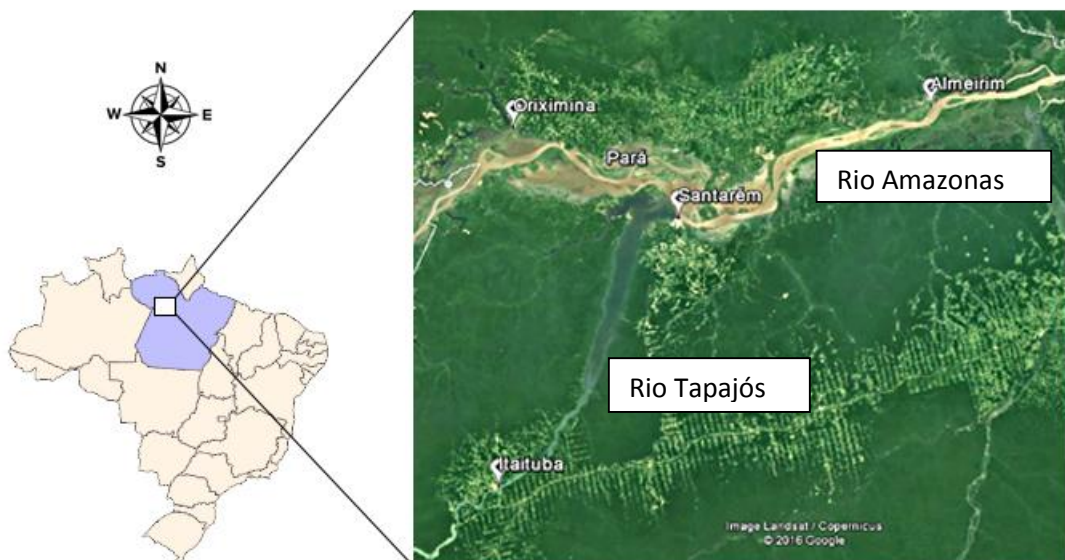 N
W
E
S
Oriximina
Almeirim
Pará
Santarém
Rio Amazonas
Rio Tapajós
Itaituba
Image Landsat / Copernicus
© 2016 Google